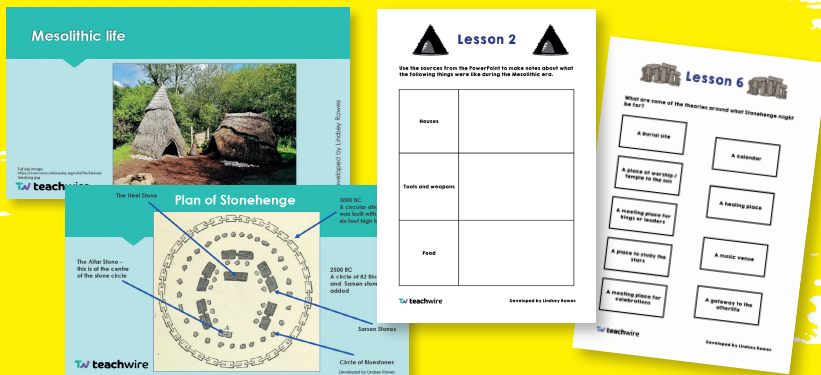 Mesolithic life
Full size image:
teachwire
Developed by Lindsey Rawes
Plan of Stonehenge
The Heel Stone
3000 BC
A circular ditc
was built with
six foot high b
The Altar Stone –
this is at the centre
of the stone circle
2500 BC
A circle of 82 Blu
and Sarsen stone
added
Sarsen Stones
Circle of Bluestones
teachwire
Developed by Lindsey Rawes
Lesson 2
Use the sources from the PowerPoint to make notes about what
the following things were like during the Mesolithic era.
Houses
Tools and weapons
Food
teachwire
Developed by Lindsey Rawes
Lesson 6
What are some of the theories around what Stonehenge might
be for?
A burial site
A calendar
A place of worship /
temple to the sun
A healing place
A meeting place for
kings or leaders
A music venue
A place to study the
stars
A gateway to the
afterlife
A meeting place for
celebrations
teachwire
Developed by Lindsey Rawes